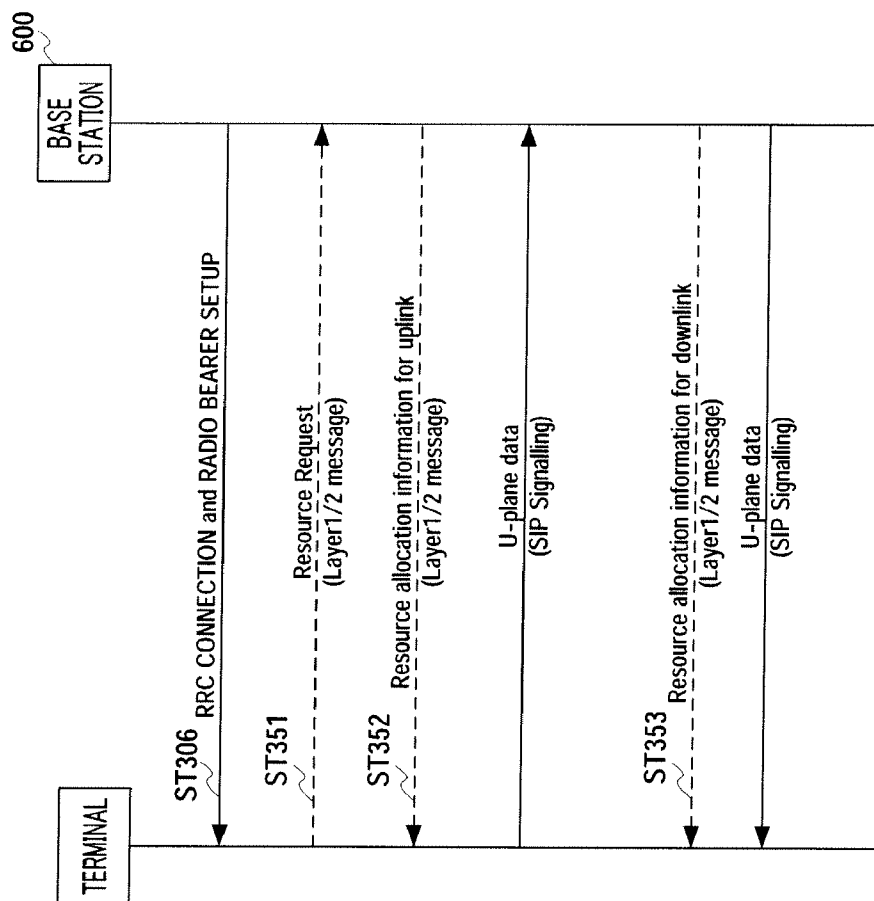 600
BASE
STATION
TERMINAL
ST306
RRC CONNECTION and RADIO BEARER SETUP
ST351
Resource Request
(Layer1/2 message)
ST352
Resource allocation information for uplink
(Layer1/2 message)
U-plane data
(SIP Signalling)
ST353
Resource allocation information for downlink
(Layer1/2 message)
U-plane data
(SIP Signalling)